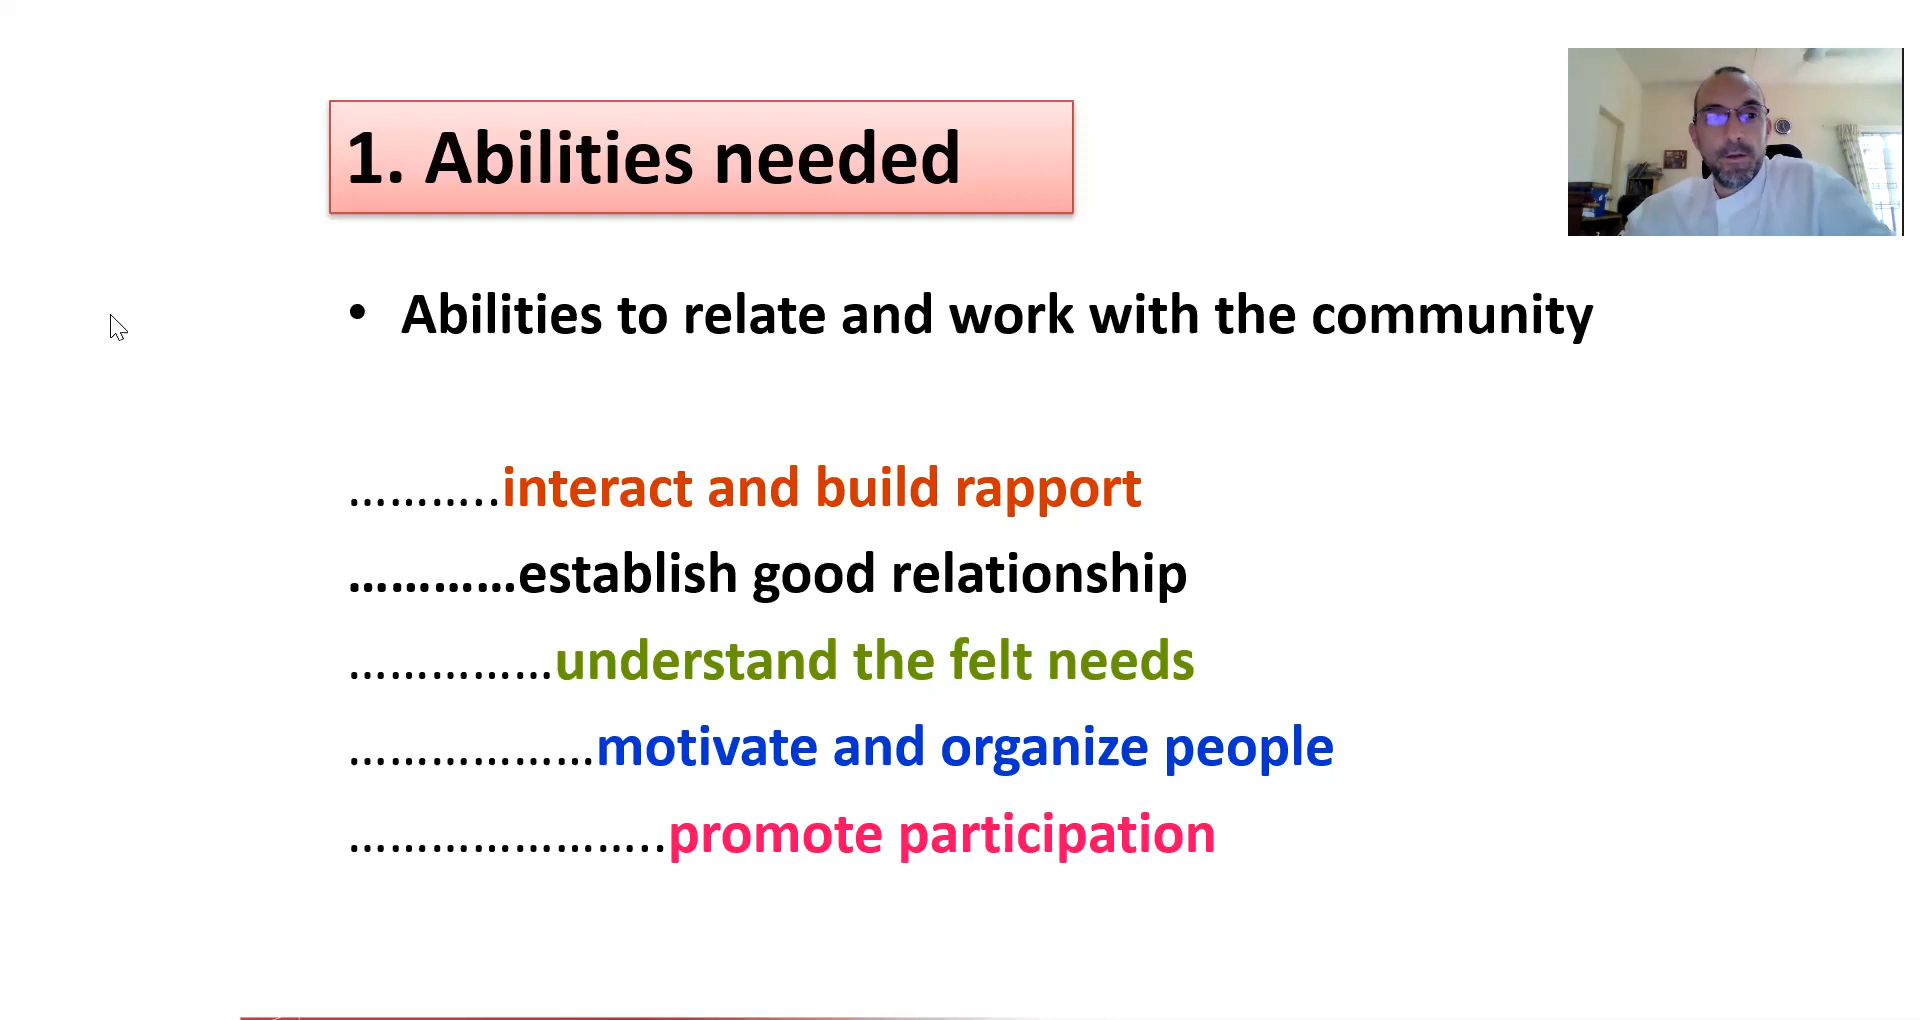 1. Abilities needed
• Abilities to relate and work with the community
………..interact and build rapport
…………establish good relationship
……………understand the felt needs
………………motivate and organize people
…………………..promote participation